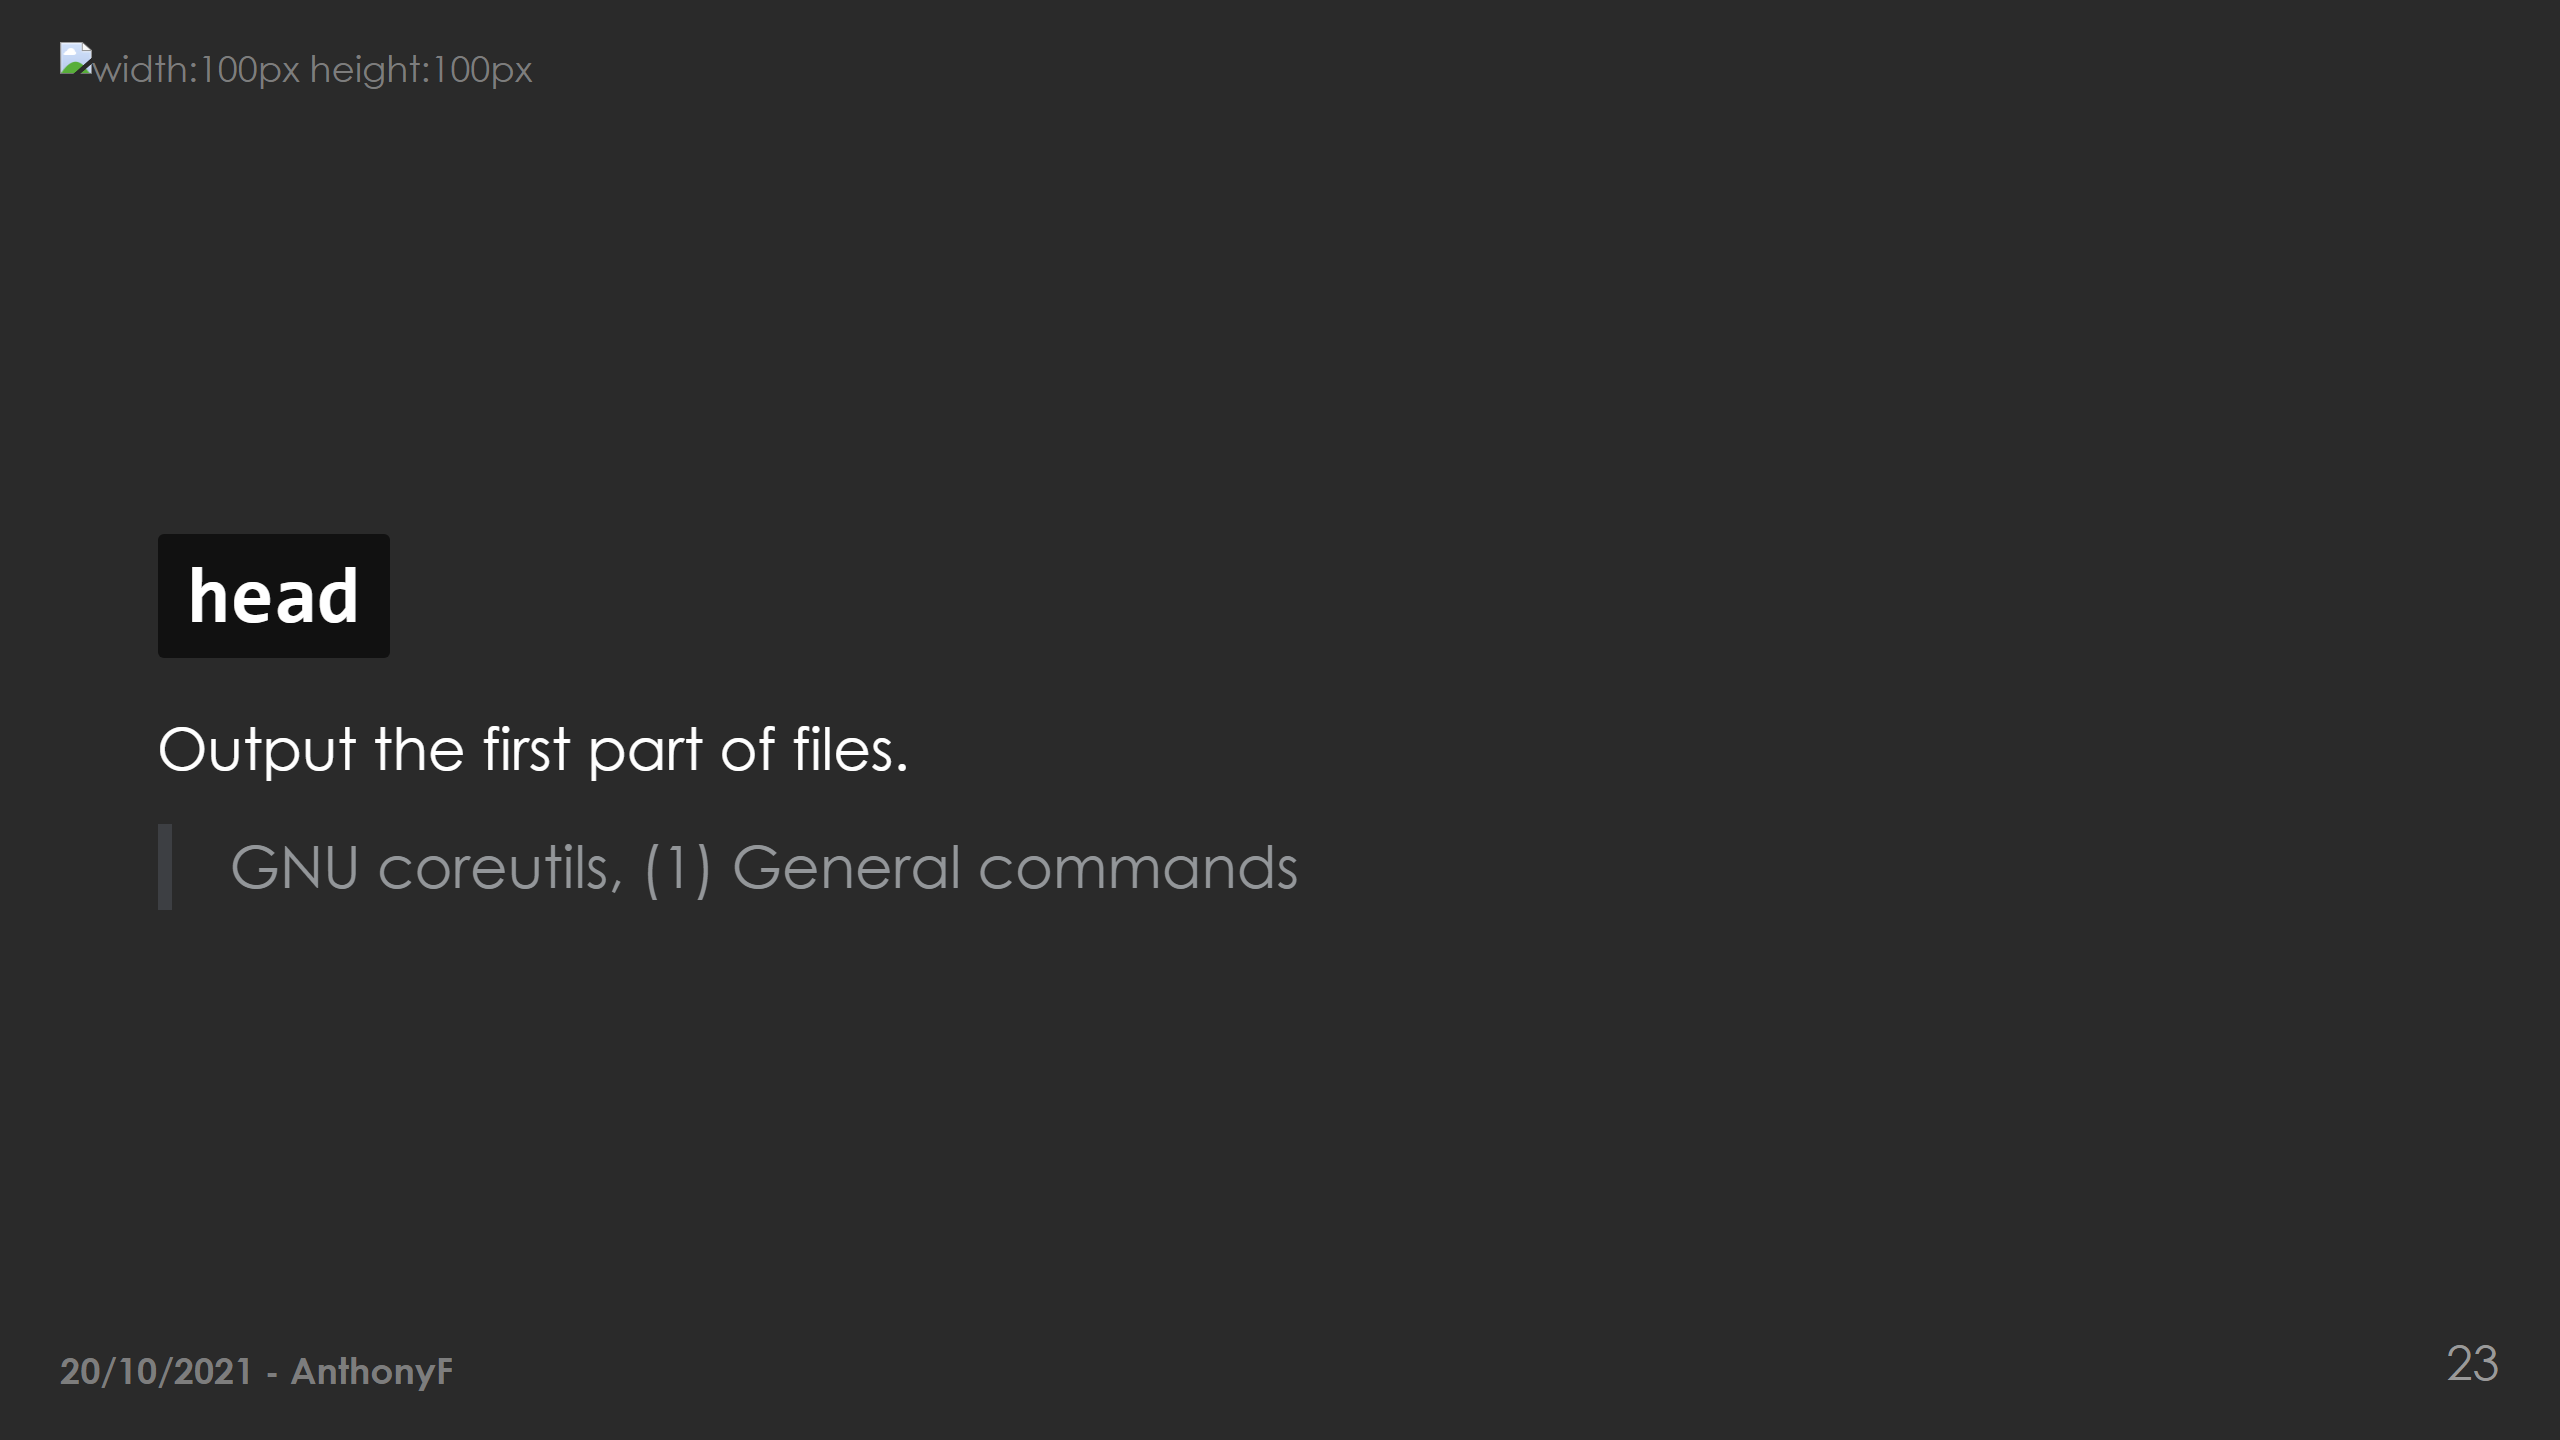 width:100px height:100px
head
Output the first part of files.
GNU coreutils, (1) General commands
20/10/2021 - AnthonyF
23